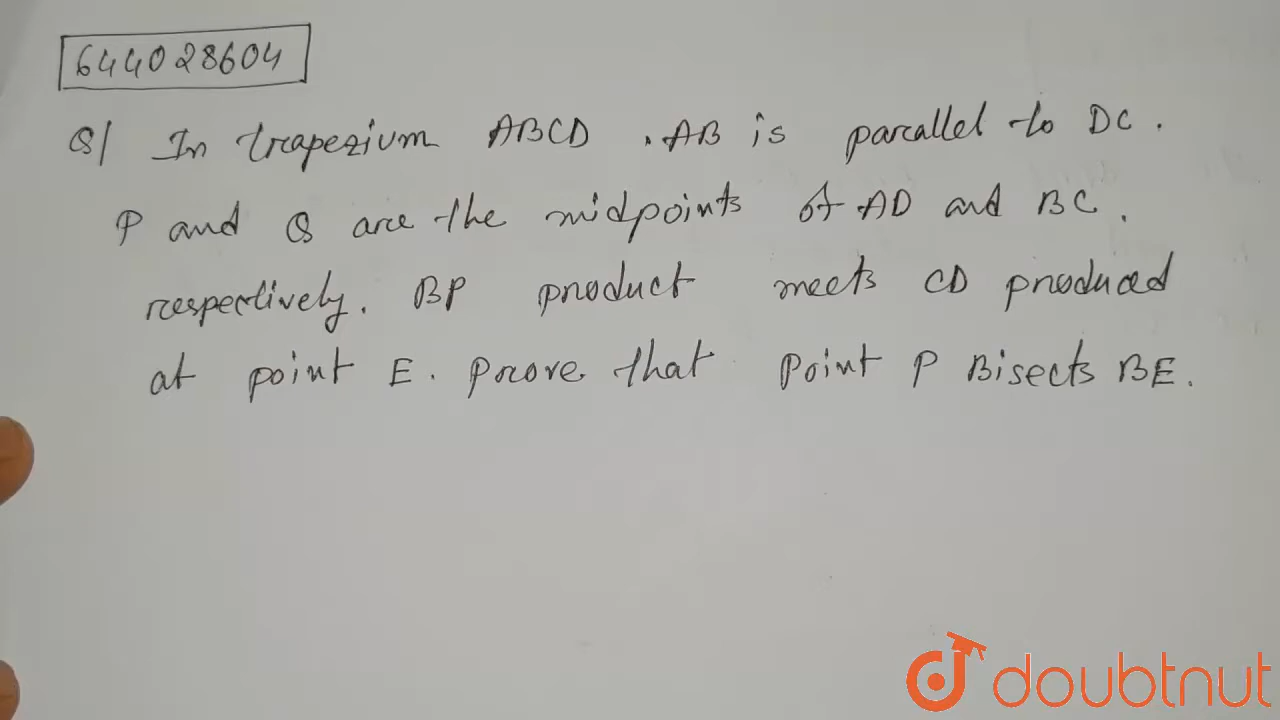 644028604
Q/ In trapezium ABCD . AB is parallel to DC .
P and Q are the midpoints of AD and BC .
respectively. BP product meets CD produced
at point E . Prove that point P Bisects BE .
doubtnut